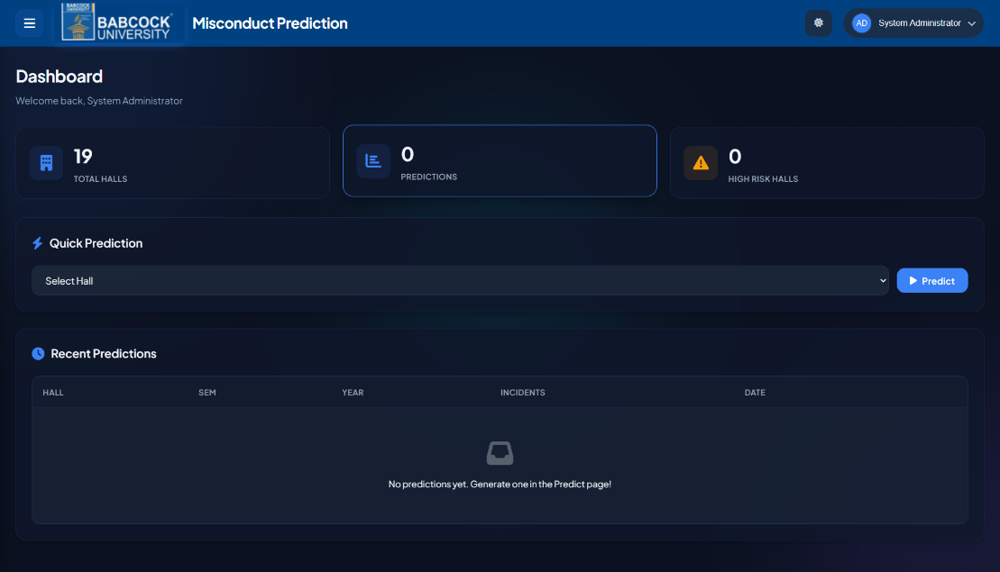 BABCOCK
UNIVERSITY
BABCOCK
UNIVERSITY
Misconduct Prediction
AD
System Administrator
Dashboard
Welcome back, System Administrator
19
TOTAL HALLS
0
PREDICTIONS
0
HIGH RISK HALLS
Quick Prediction
Select Hall
Predict
Recent Predictions
HALL SEM YEAR INCIDENTS DATE
No predictions yet. Generate one in the Predict page!